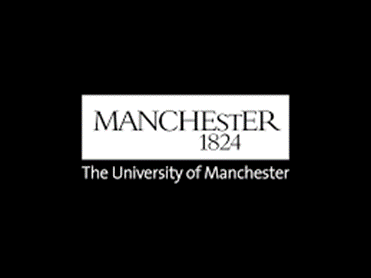 MANCHESTER
1824
The University of Manchester